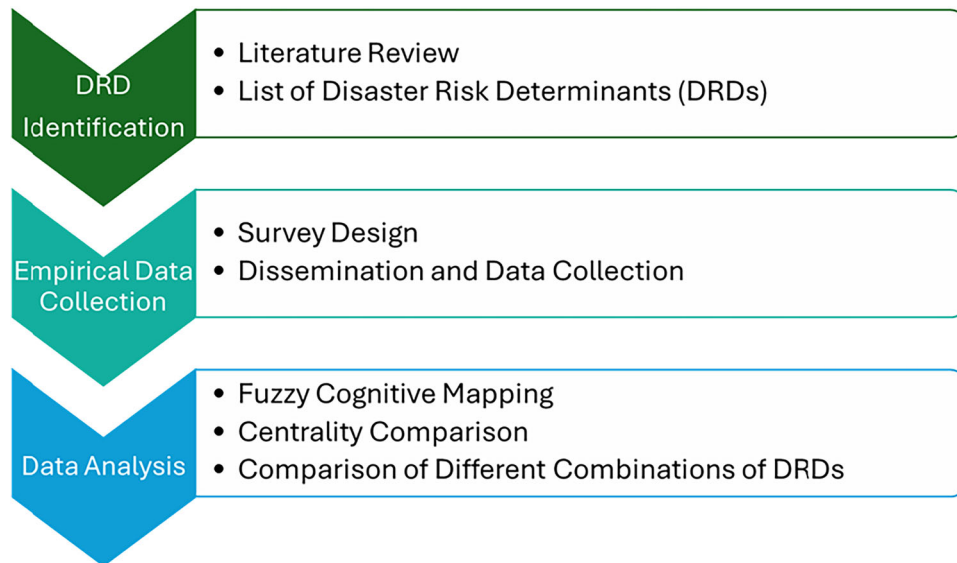 DRD
Identification
• Literature Review
• List of Disaster Risk Determinants (DRDs)
Empirical Data
Collection
• Survey Design
• Dissemination and Data Collection
Data Analysis
• Fuzzy Cognitive Mapping
• Centrality Comparison
• Comparison of Different Combinations of DRDs